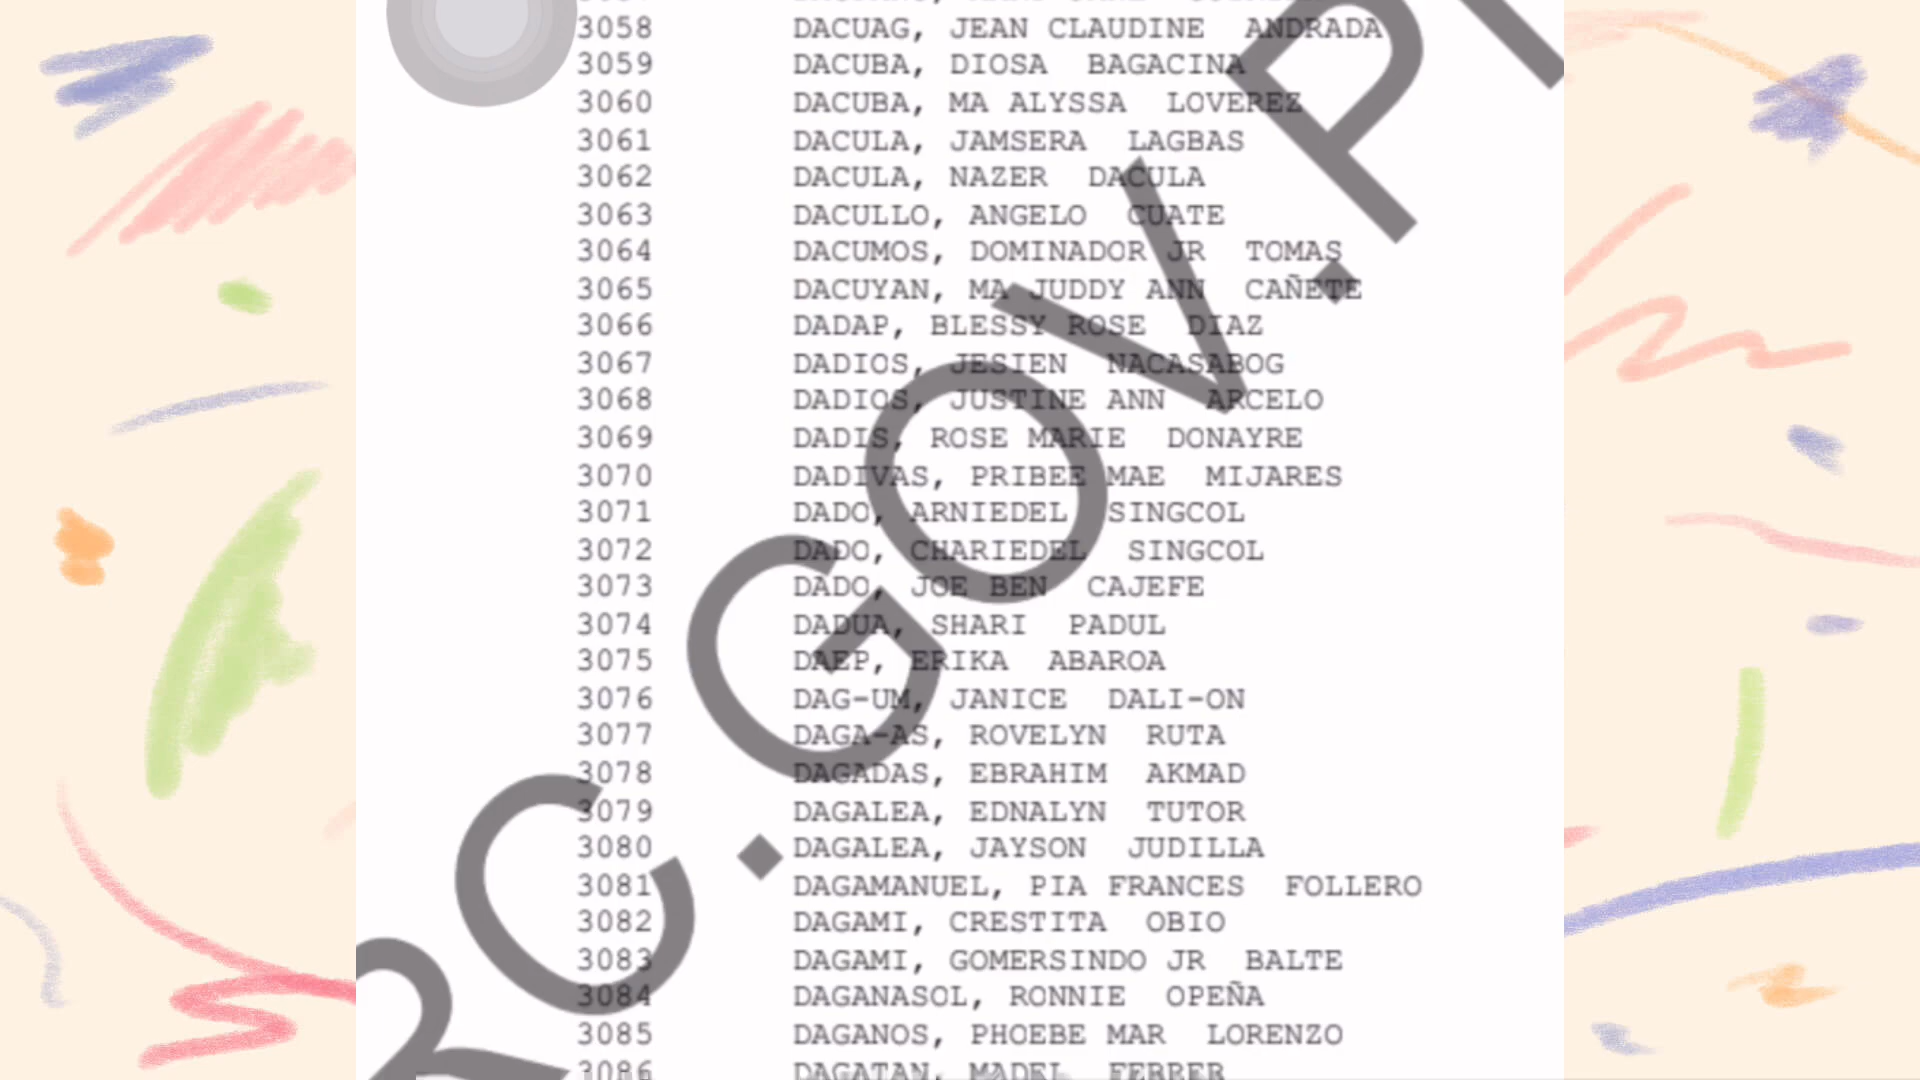 3058 DACUAG, JEAN CLAUDINE ANDRADA
3059 DACUBA, DIOSA BAGACINA
3060 DACUBA, MA ALYSSA LOVEREZ
3061 DACULA, JAMSERA LAGBAS
3062 DACULA, NAZER DACULA
3063 DACULLO, ANGELO CUATE
3064 DACUMOS, DOMINADOR JR TOMAS
3065 DACUYAN, MA JUDDY ANN CAÑETE
3066 DADAP, BLESSY ROSE DIAZ
3067 DADIOS, JESIEN NACASABOG
3068 DADIOS, JUSTINE ANN ARCELO
3069 DADIS, ROSE MARIE DONAYRE
3070 DADIVAS, PRIBEE MAE MIJARES
3071 DADO, ARNIEDEL SINGCOL
3072 DADO, CHARIEDEL SINGCOL
3073 DADO, JOE BEN CAJEFE
3074 DADUA, SHARI PADUL
3075 DAEP, ERIKA ABAROA
3076 DAG-UM, JANICE DALI-ON
3077 DAGA-AS, ROVELYN RUTA
3078 DAGADAS, EBRAHIM AKMAD
3079 DAGALEA, EDNALYN TUTOR
3080 DAGALEA, JAYSON JUDILLA
3081 DAGAMANUEL, PIA FRANCES FOLLERO
3082 DAGAMI, CRESTITA OBIO
3083 DAGAMI, GOMERSINDO JR BALTE
3084 DAGANASOL, RONNIE OPEÑA
3085 DAGANOS, PHOEBE MAR LORENZO
3086 DAGATAN, MADEL FERRER
RC.GOV.P